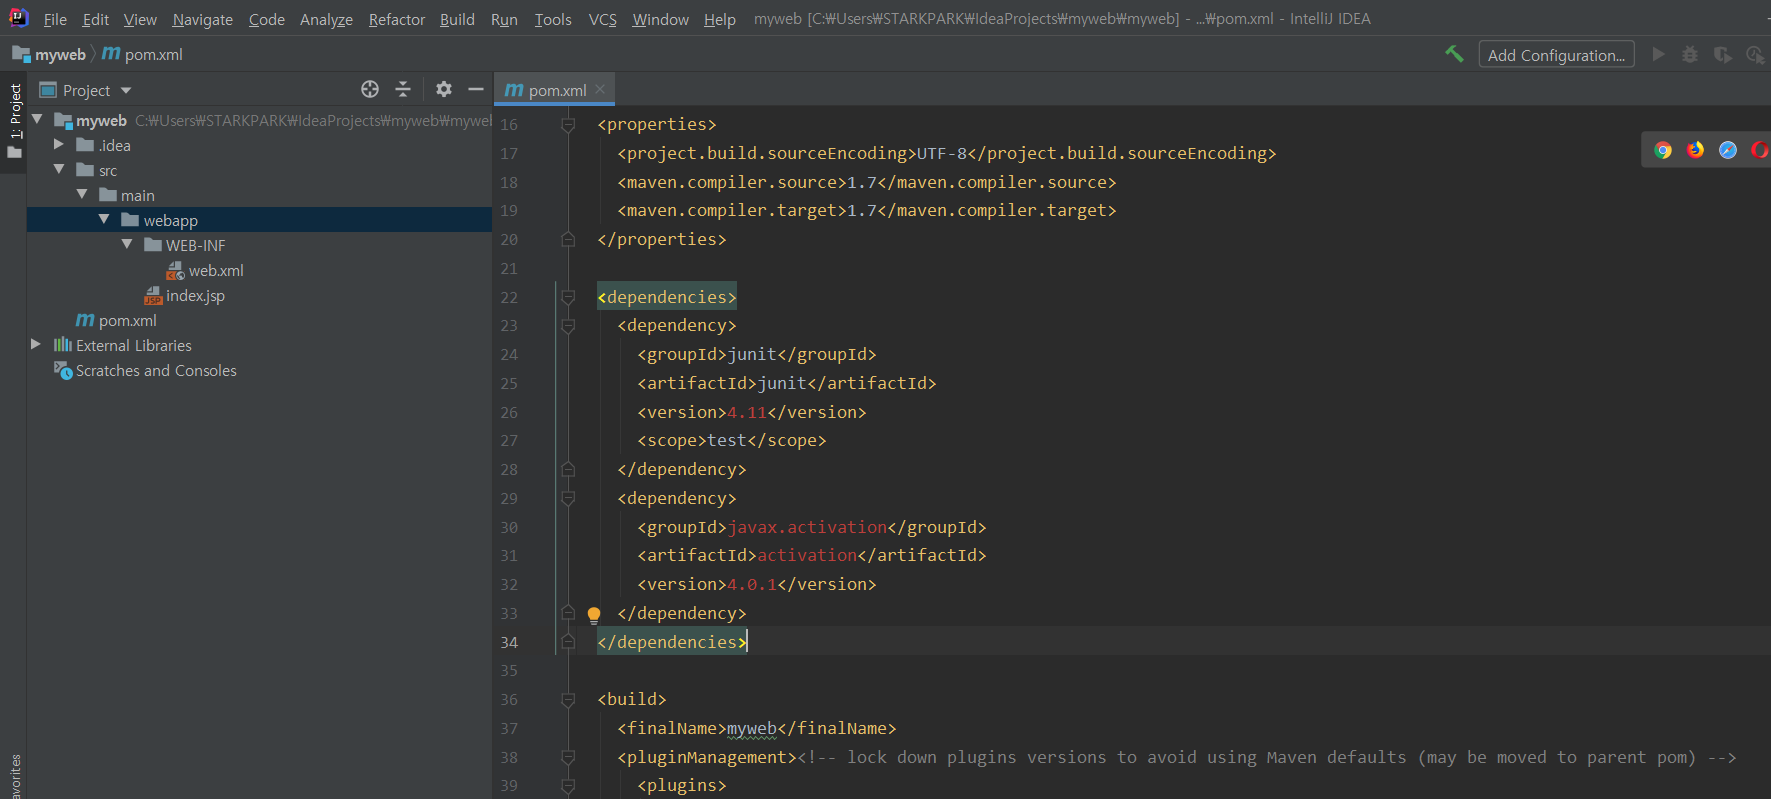 File Edit View Navigate Code Analyze Refactor Build Run Tools VCS Window Help myweb [C:₩Users₩STARKPARK₩IdeaProjects₩myweb₩myweb] - ...₩pom.xml - IntelliJ IDEA
myweb m pom.xml Add Configuration...
1: Project
Project
m pom.xml
myweb C:₩Users₩STARKPARK₩IdeaProjects₩myweb₩mywel
.idea
src
main
webapp
WEB-INF
web.xml
JSP index.jsp
m pom.xml
External Libraries
Scratches and Consoles
avorites
16 <properties>
17 <project.build.sourceEncoding>UTF-8</project.build.sourceEncoding>
18 <maven.compiler.source>1.7</maven.compiler.source>
19 <maven.compiler.target>1.7</maven.compiler.target>
20 </properties>
21
22 <dependencies>
23 <dependency>
24 <groupId>junit</groupId>
25 <artifactId>junit</artifactId>
26 <version>4.11</version>
27 <scope>test</scope>
28 </dependency>
29 <dependency>
30 <groupId>javax.activation</groupId>
31 <artifactId>activation</artifactId>
32 <version>4.0.1</version>
33 </dependency>
34 </dependencies>
35
36 <build>
37 <finalName>myweb</finalName>
38 <pluginManagement><!-- lock down plugins versions to avoid using Maven defaults (may be moved to parent pom) -->
39 <plugins>